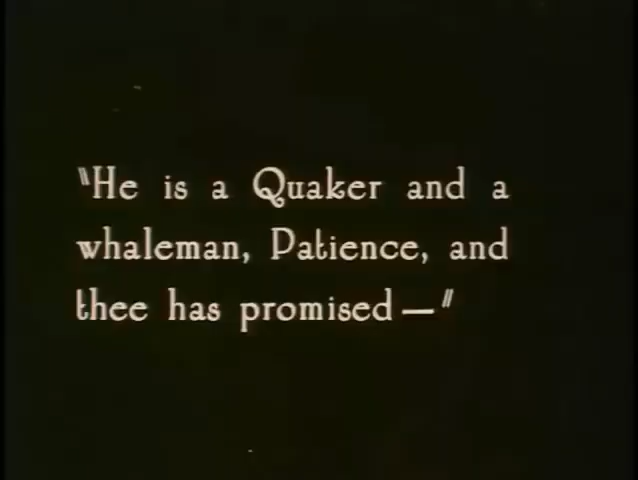 "He is a Quaker and a
whaleman, Patience, and
thee has promised—"